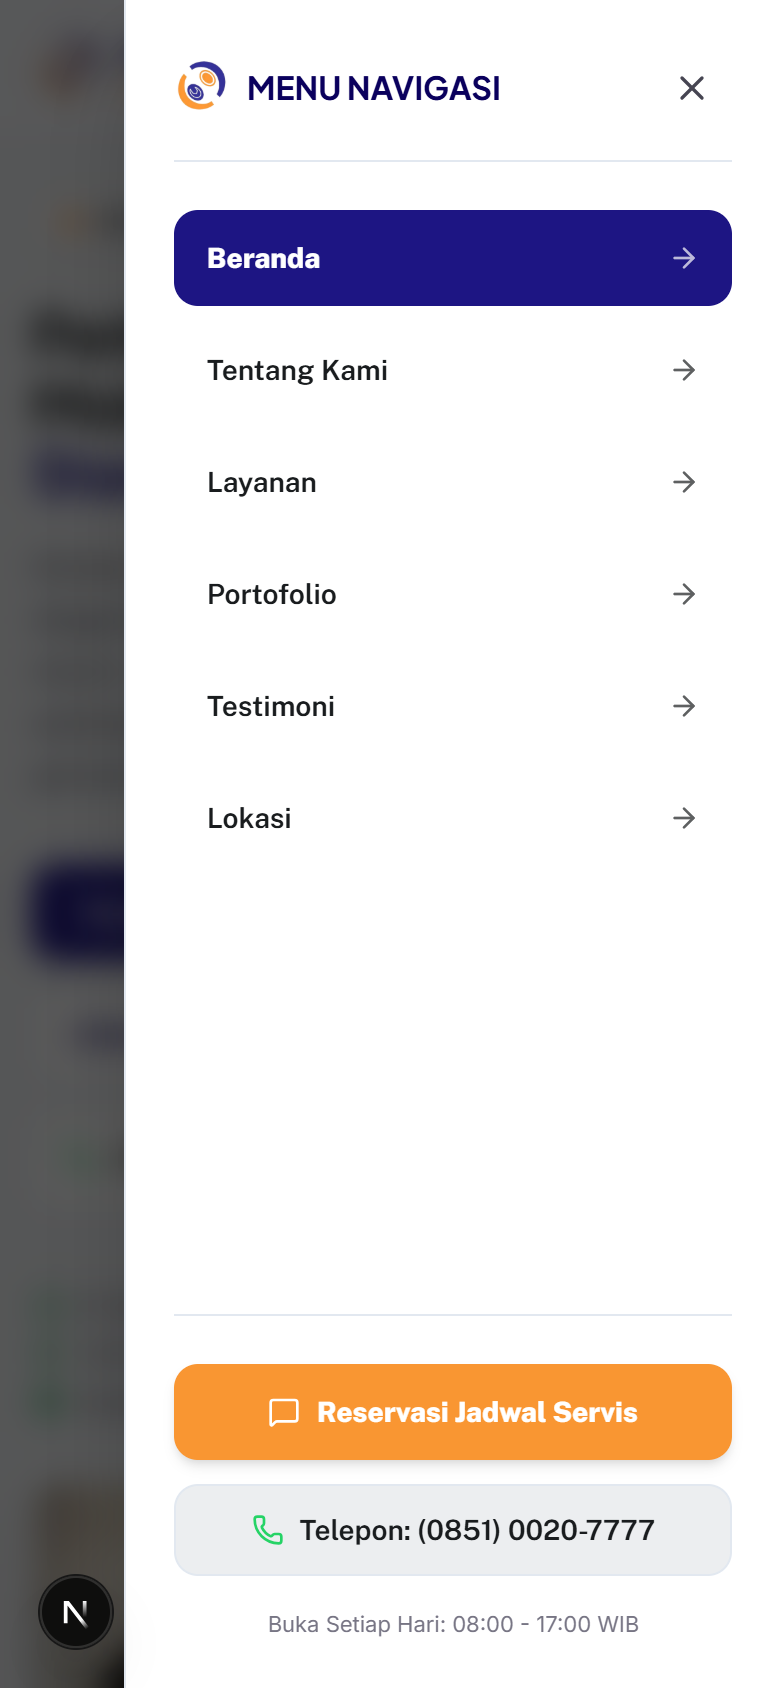 MENU NAVIGASI
Beranda
Tentang Kami
Layanan
Portofolio
Testimoni
Lokasi
Reservasi Jadwal Servis
Telepon: (0851) 0020-7777
Buka Setiap Hari: 08:00 - 17:00 WIB
N